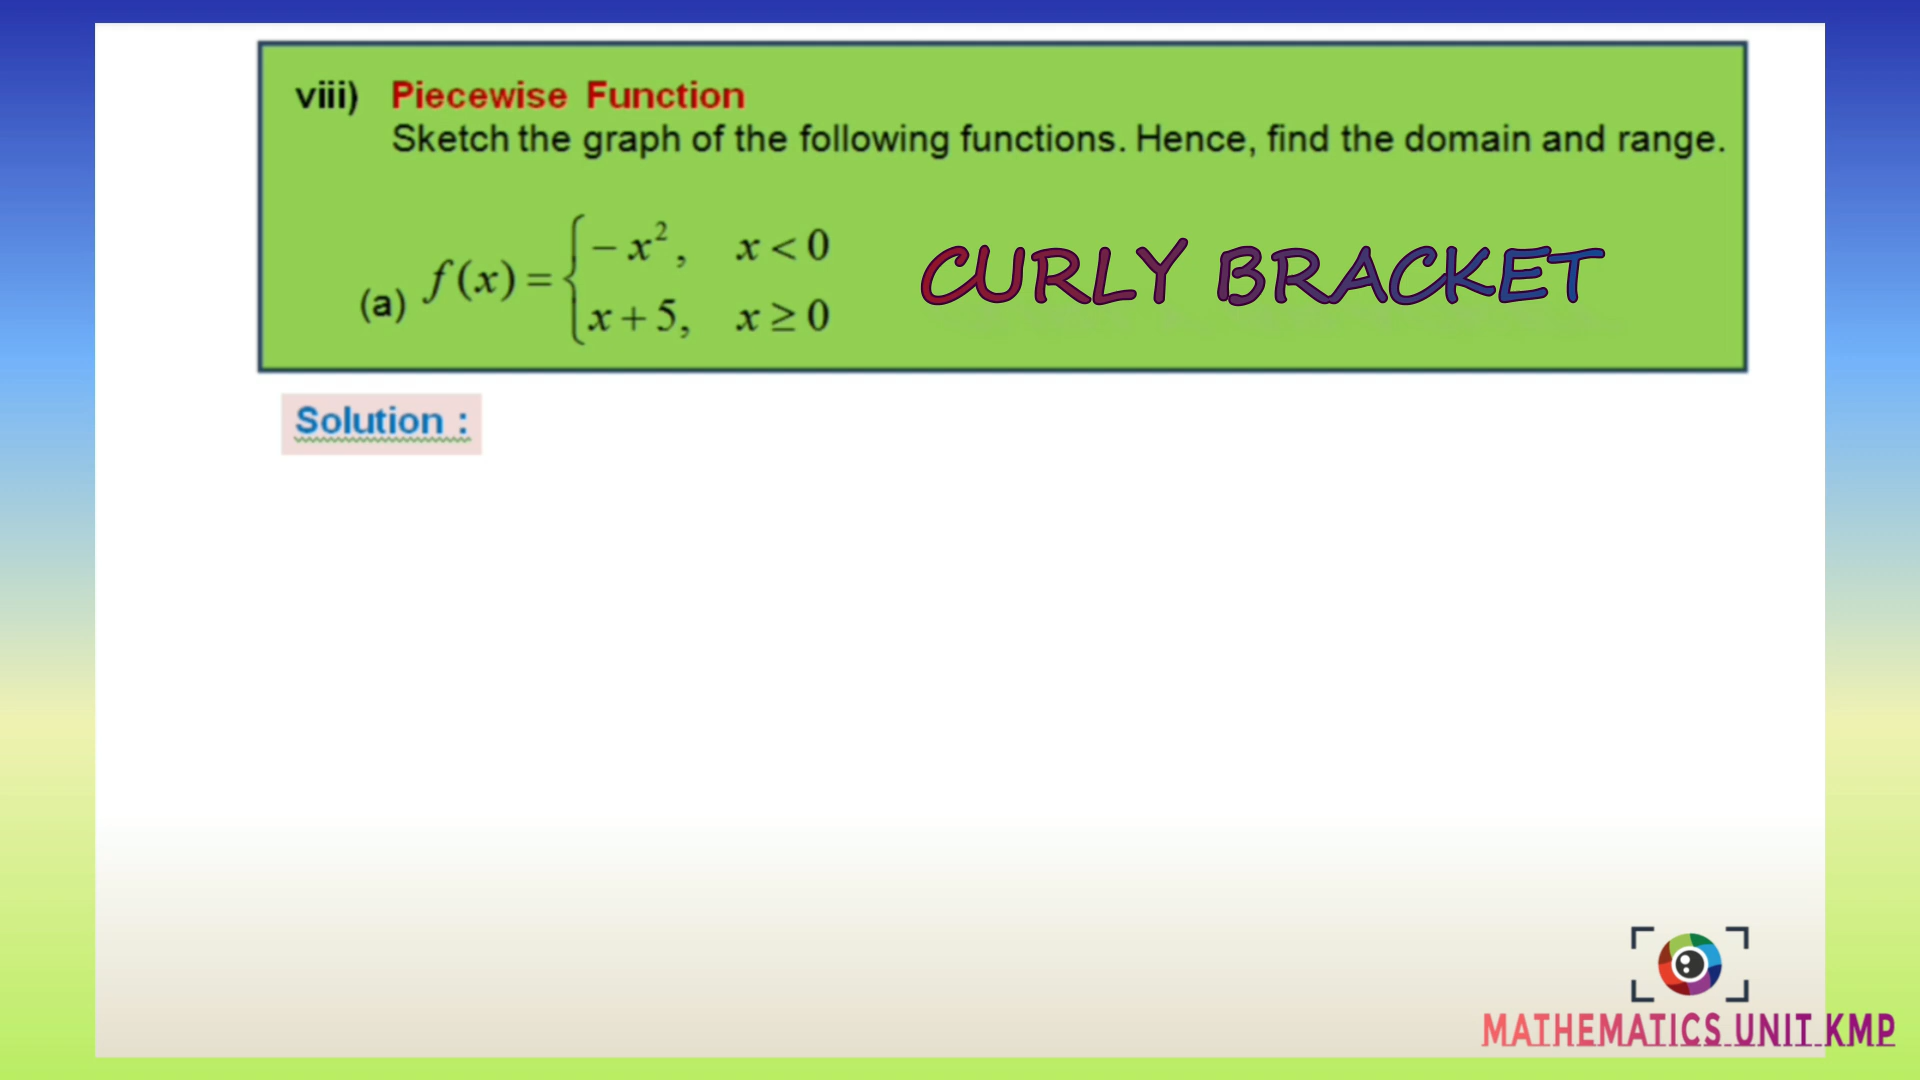 viii) Piecewise Function
Sketch the graph of the following functions. Hence, find the domain and range.
(a) f(x) = { −x², x < 0
x + 5, x ≥ 0
CURLY BRACKET
Solution :
MATHEMATICS UNIT KMP